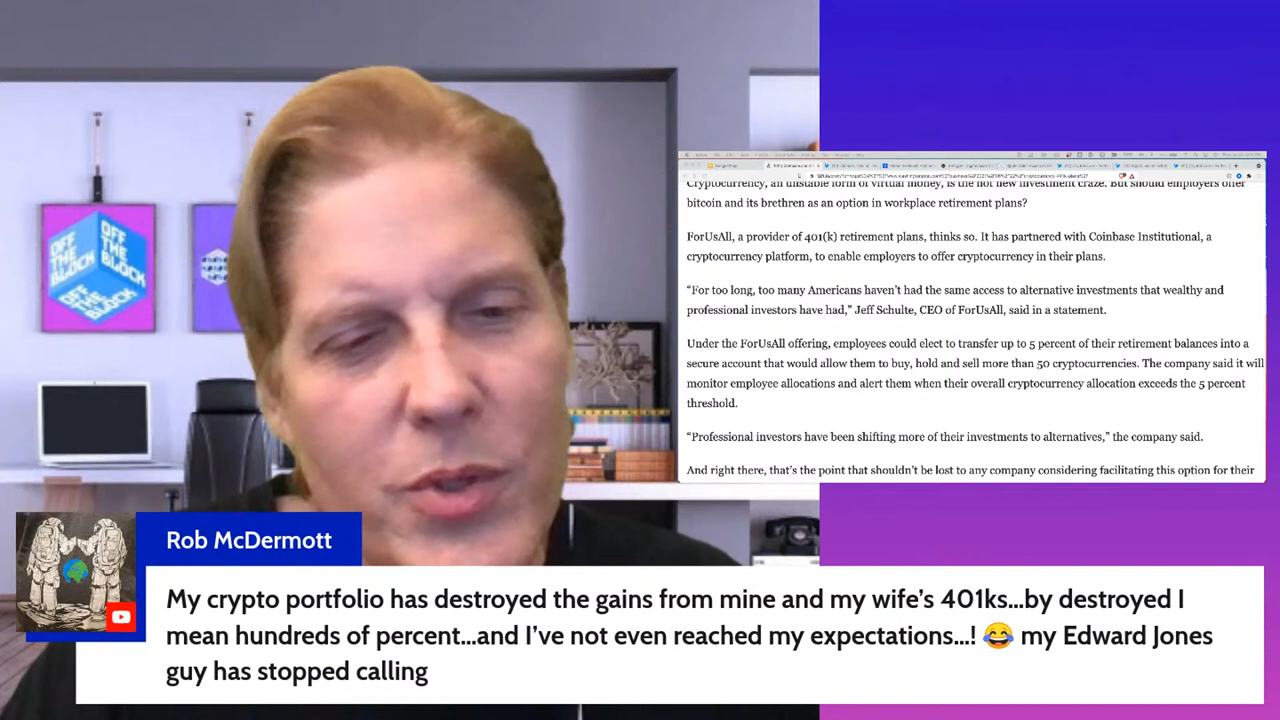 OFF
THE
BLOCK
OFF
THE
BLOCK
Cryptocurrency, an unstable form of virtual money, is the hot new investment craze. But should employers offer
bitcoin and its brethren as an option in workplace retirement plans?
ForUsAll, a provider of 401(k) retirement plans, thinks so. It has partnered with Coinbase Institutional, a
cryptocurrency platform, to enable employers to offer cryptocurrency in their plans.
“For too long, too many Americans haven’t had the same access to alternative investments that wealthy and
professional investors have had,” Jeff Schulte, CEO of ForUsAll, said in a statement.
Under the ForUsAll offering, employees could elect to transfer up to 5 percent of their retirement balances into a
secure account that would allow them to buy, hold and sell more than 50 cryptocurrencies. The company said it will
monitor employee allocations and alert them when their overall cryptocurrency allocation exceeds the 5 percent
threshold.
“Professional investors have been shifting more of their investments to alternatives,” the company said.
And right there, that’s the point that shouldn’t be lost to any company considering facilitating this option for their
Rob McDermott
My crypto portfolio has destroyed the gains from mine and my wife’s 401ks...by destroyed I
mean hundreds of percent...and I’ve not even reached my expectations...! 😂 my Edward Jones
guy has stopped calling